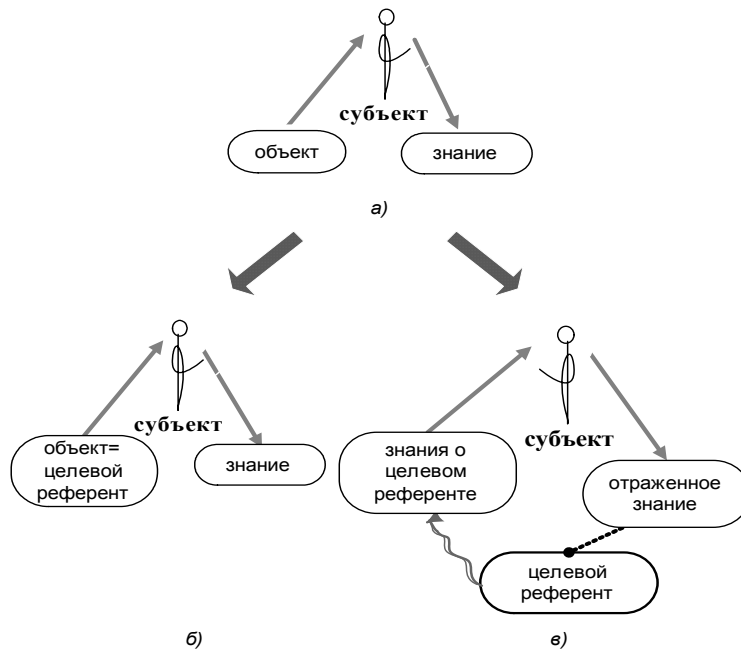 субъект
объект
знание
а)
субъект
объект=
целевой
референт
знание
субъект
знания о
целевом
референте
отраженное
знание
целевой
референт
б)
в)